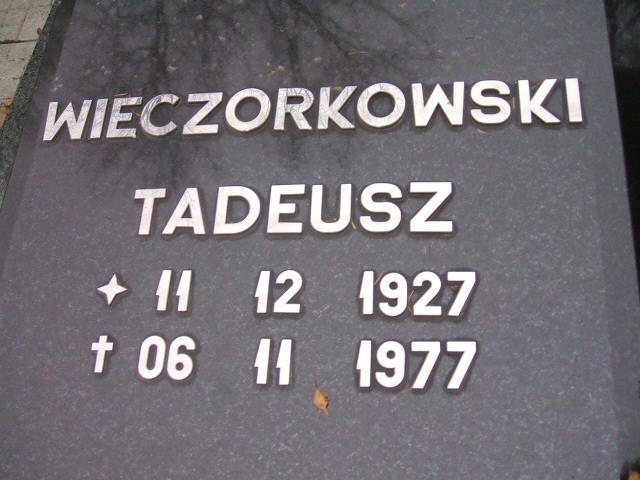 WIECZORKOWSKI
TADEUSZ
✦ 11 12 1927
✝ 06 11 1977